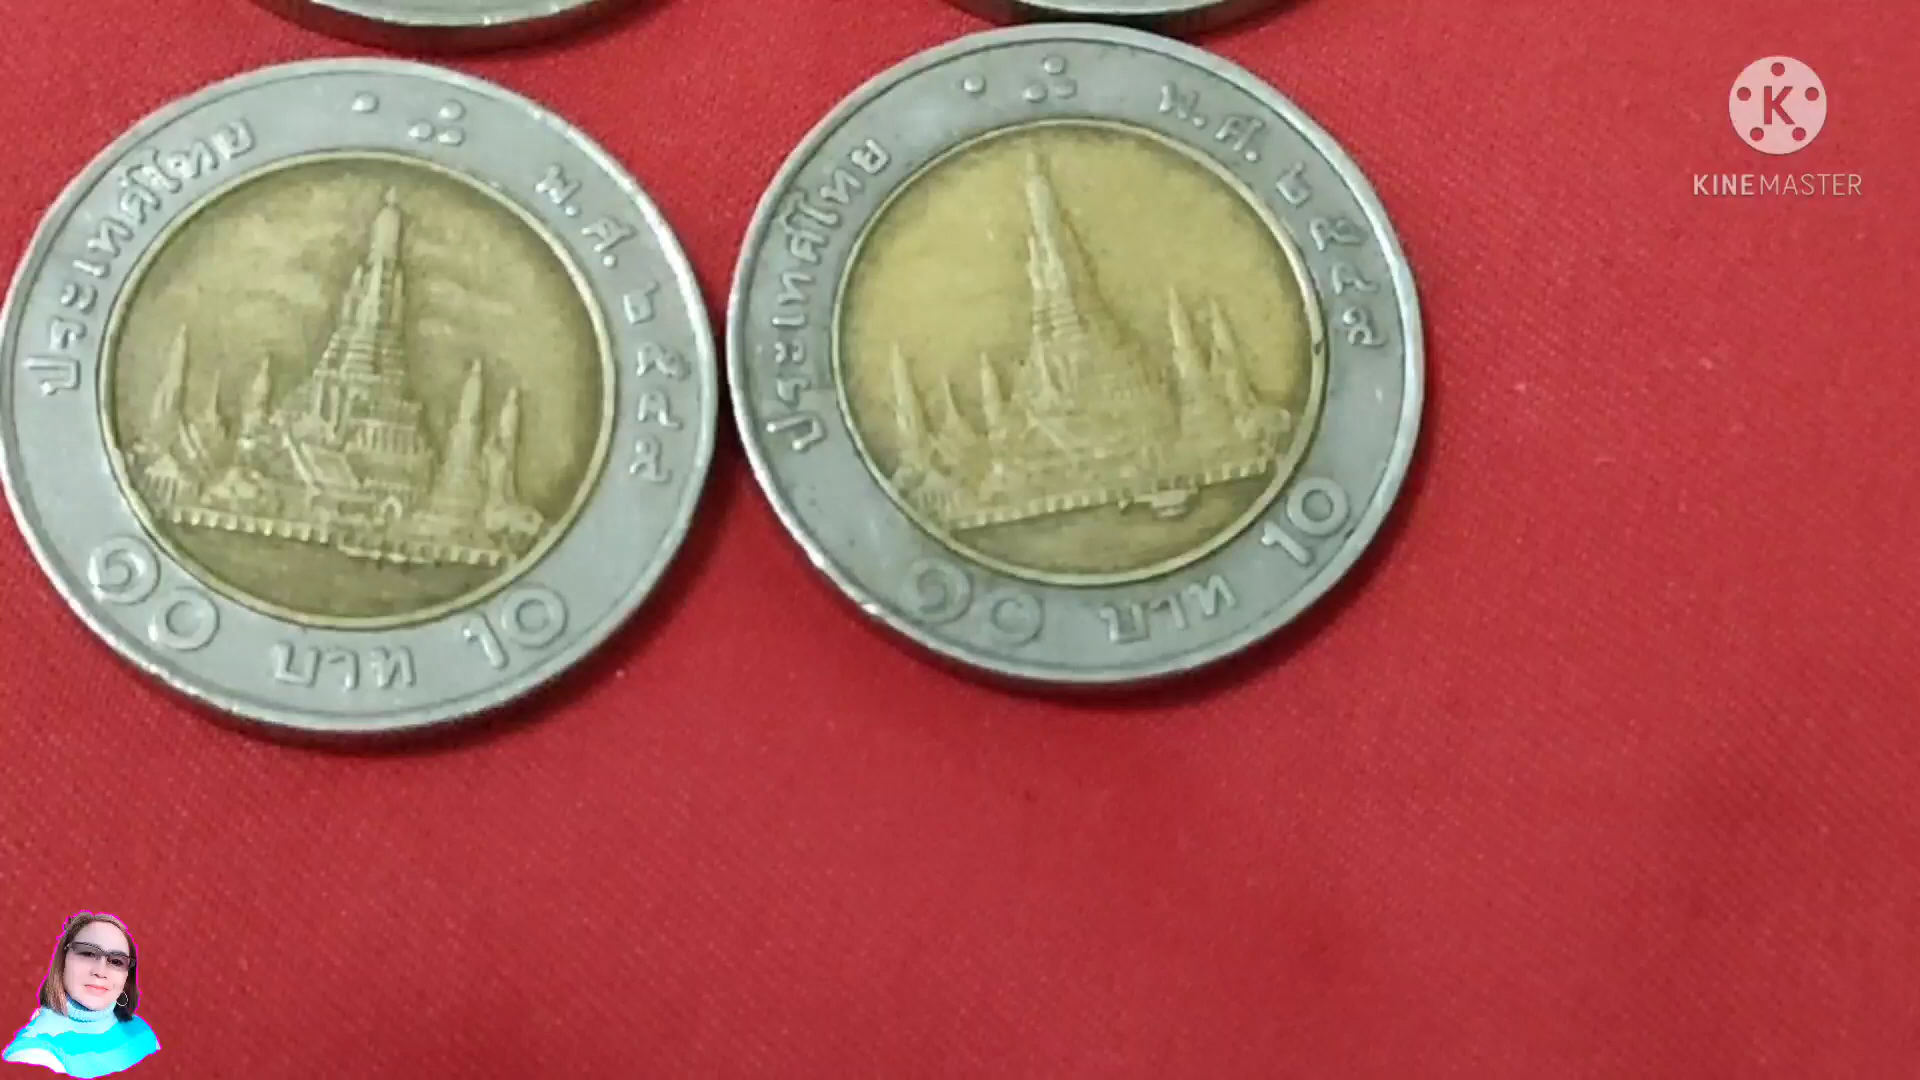 ประเทศไทย
พ.ศ. ๒๕๔๙
๑๐ บาท 10
ประเทศไทย
พ.ศ. ๒๕๔๙
๑๐ บาท 10
K
KINEMASTER